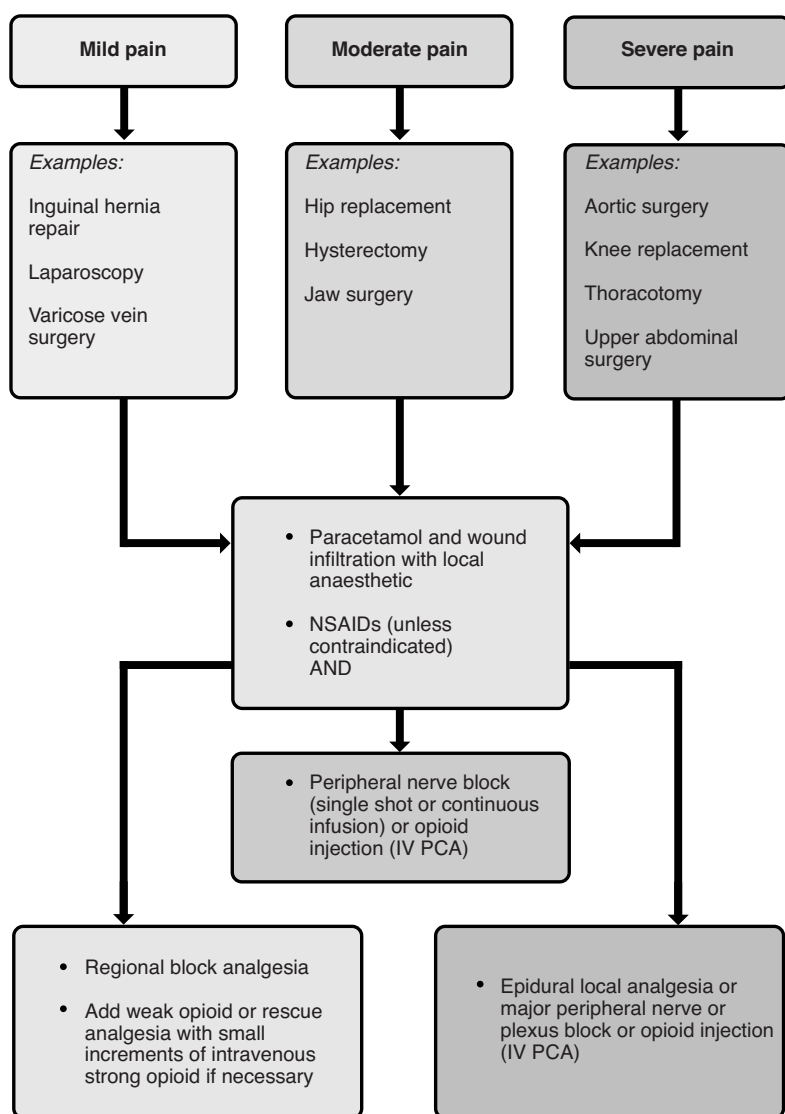 Mild pain
Moderate pain
Severe pain
Examples:
Inguinal hernia
repair
Laparoscopy
Varicose vein
surgery
Examples:
Hip replacement
Hysterectomy
Jaw surgery
Examples:
Aortic surgery
Knee replacement
Thoracotomy
Upper abdominal
surgery
• Paracetamol and wound
infiltration with local
anaesthetic
• NSAIDs (unless
contraindicated)
AND
• Peripheral nerve block
(single shot or continuous
infusion) or opioid
injection (IV PCA)
• Regional block analgesia
• Add weak opioid or rescue
analgesia with small
increments of intravenous
strong opioid if necessary
• Epidural local analgesia or
major peripheral nerve or
plexus block or opioid injection
(IV PCA)